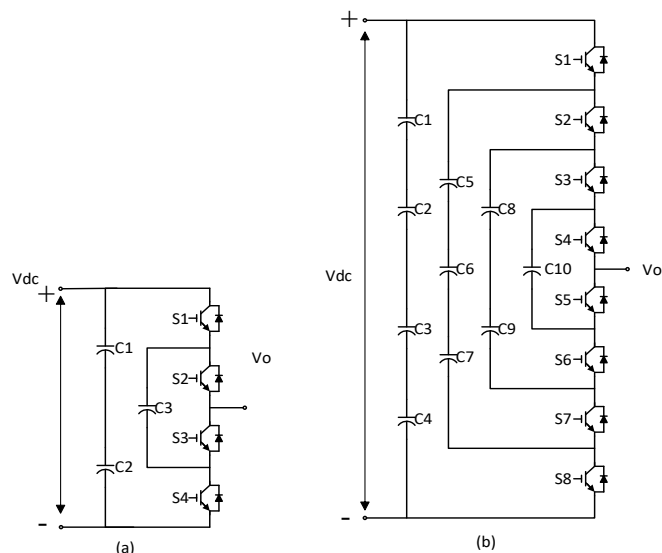 +
Vdc
C1
C2
C3
C4
C5
C6
C7
C8
C9
C10
S1
S2
S3
S4
S5
S6
S7
S8
Vo
-
(b)
Vdc
+
C1
C2
C3
S1
S2
S3
S4
Vo
-
(a)